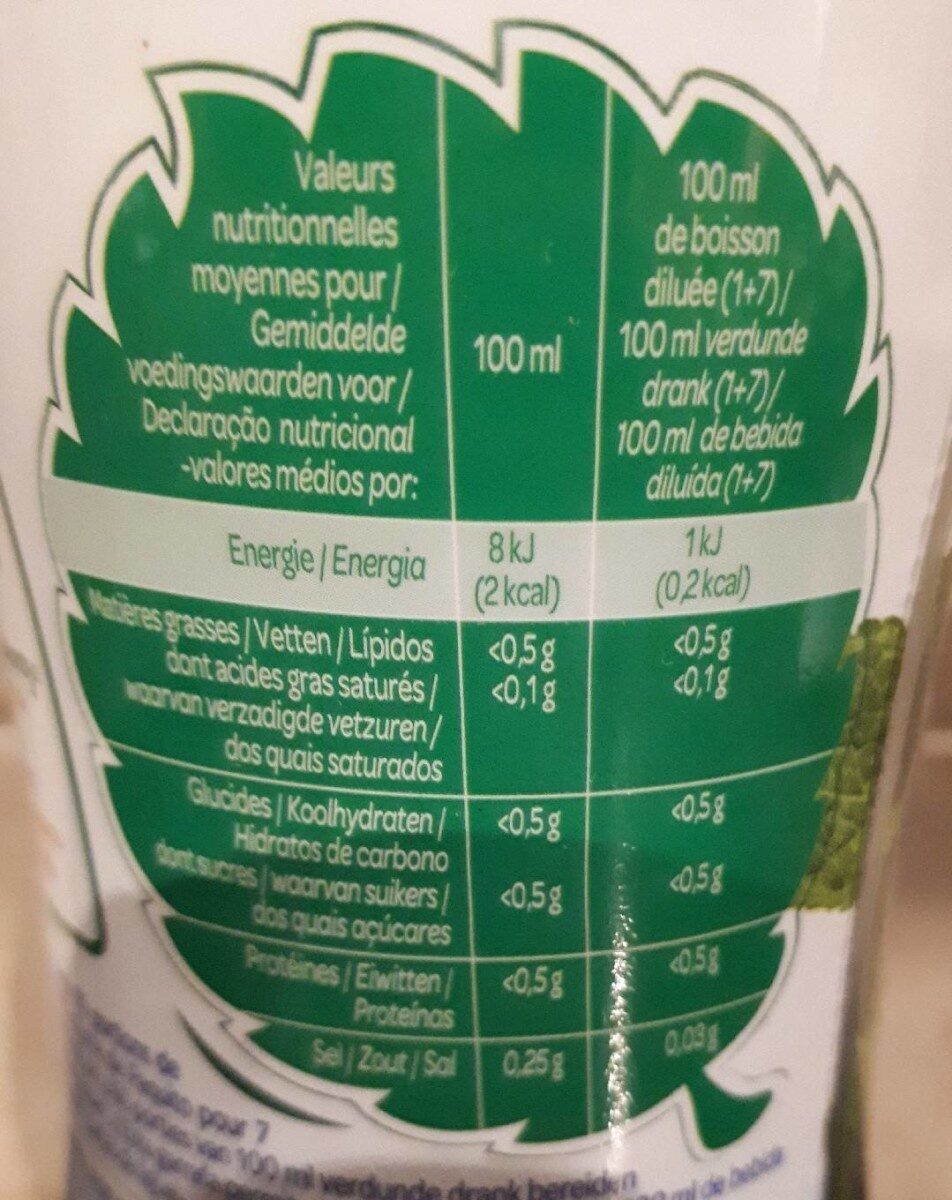 Valeurs
nutritionnelles
moyennes pour /
Gemiddelde
voedingswaarden voor /
Declaração nutricional
-valores médios por:
100 ml
100 ml
de boisson
diluée (1+7) /
100 ml verdunde
drank (1+7) /
100 ml de bebida
diluída (1+7)
Energie / Energia 8 kJ 1 kJ
(2 kcal) (0,2 kcal)
Matières grasses / Vetten / Lípidos <0,5 g <0,5 g
dont acides gras saturés / <0,1 g <0,1 g
waarvan verzadigde vetzuren /
dos quais saturados
Glucides / Koolhydraten / <0,5 g <0,5 g
Hidratos de carbono
dont sucres / waarvan suikers / <0,5 g <0,5 g
dos quais açúcares
Protéines / Eiwitten / <0,5 g <0,5 g
Proteínas
Sel / Zout / Sal 0,25 g 0,03 g
de
pour 7
van 100 ml verdunde drank bereiden
ml de bebida